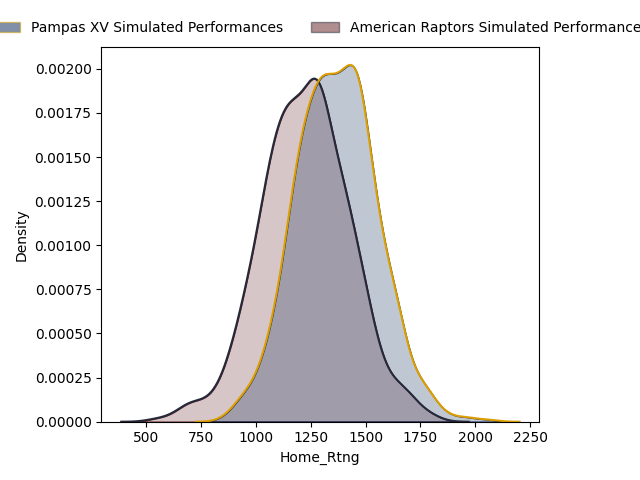 Pampas XV Simulated Performances American Raptors Simulated Performance
0.00200
0.00175
0.00150
0.00125
0.00100
0.00075
0.00050
0.00025
0.00000
Density
500 750 1000 1250 1500 1750 2000 2250
Home_Rtng